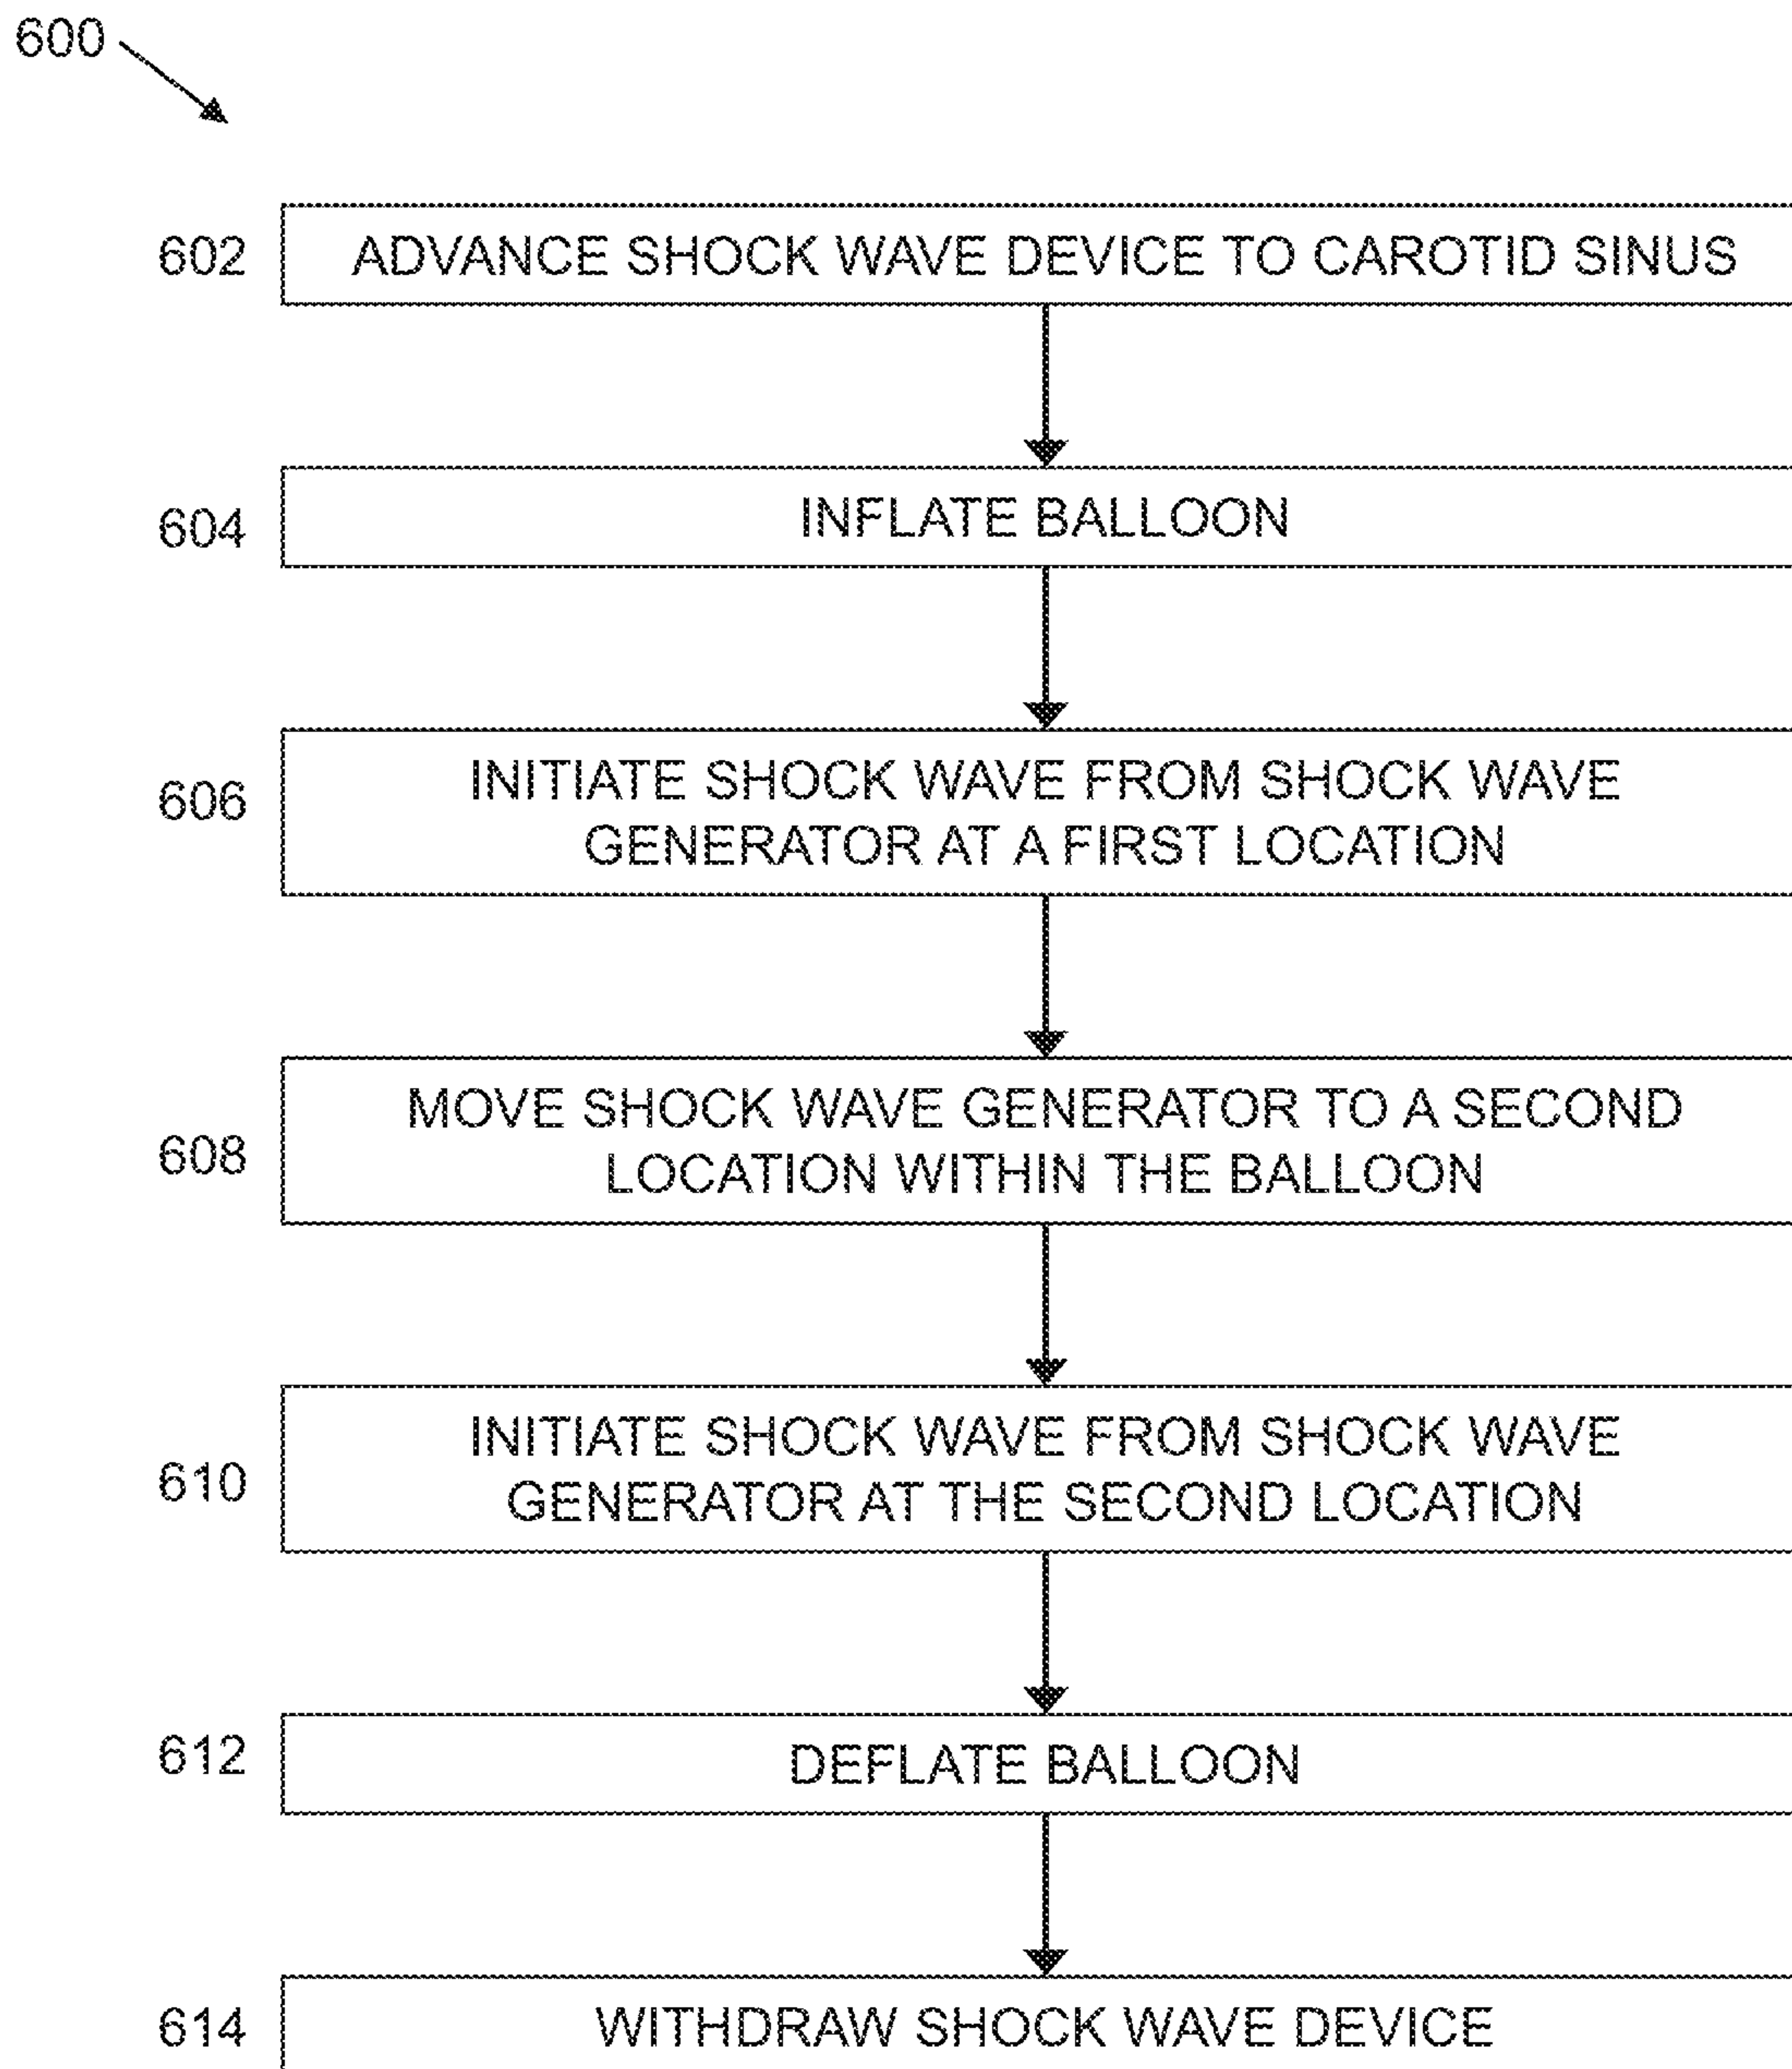 600
602 ADVANCE SHOCK WAVE DEVICE TO CAROTID SINUS
604 INFLATE BALLOON
606 INITIATE SHOCK WAVE FROM SHOCK WAVE
GENERATOR AT A FIRST LOCATION
608 MOVE SHOCK WAVE GENERATOR TO A SECOND
LOCATION WITHIN THE BALLOON
610 INITIATE SHOCK WAVE FROM SHOCK WAVE
GENERATOR AT THE SECOND LOCATION
612 DEFLATE BALLOON
614 WITHDRAW SHOCK WAVE DEVICE